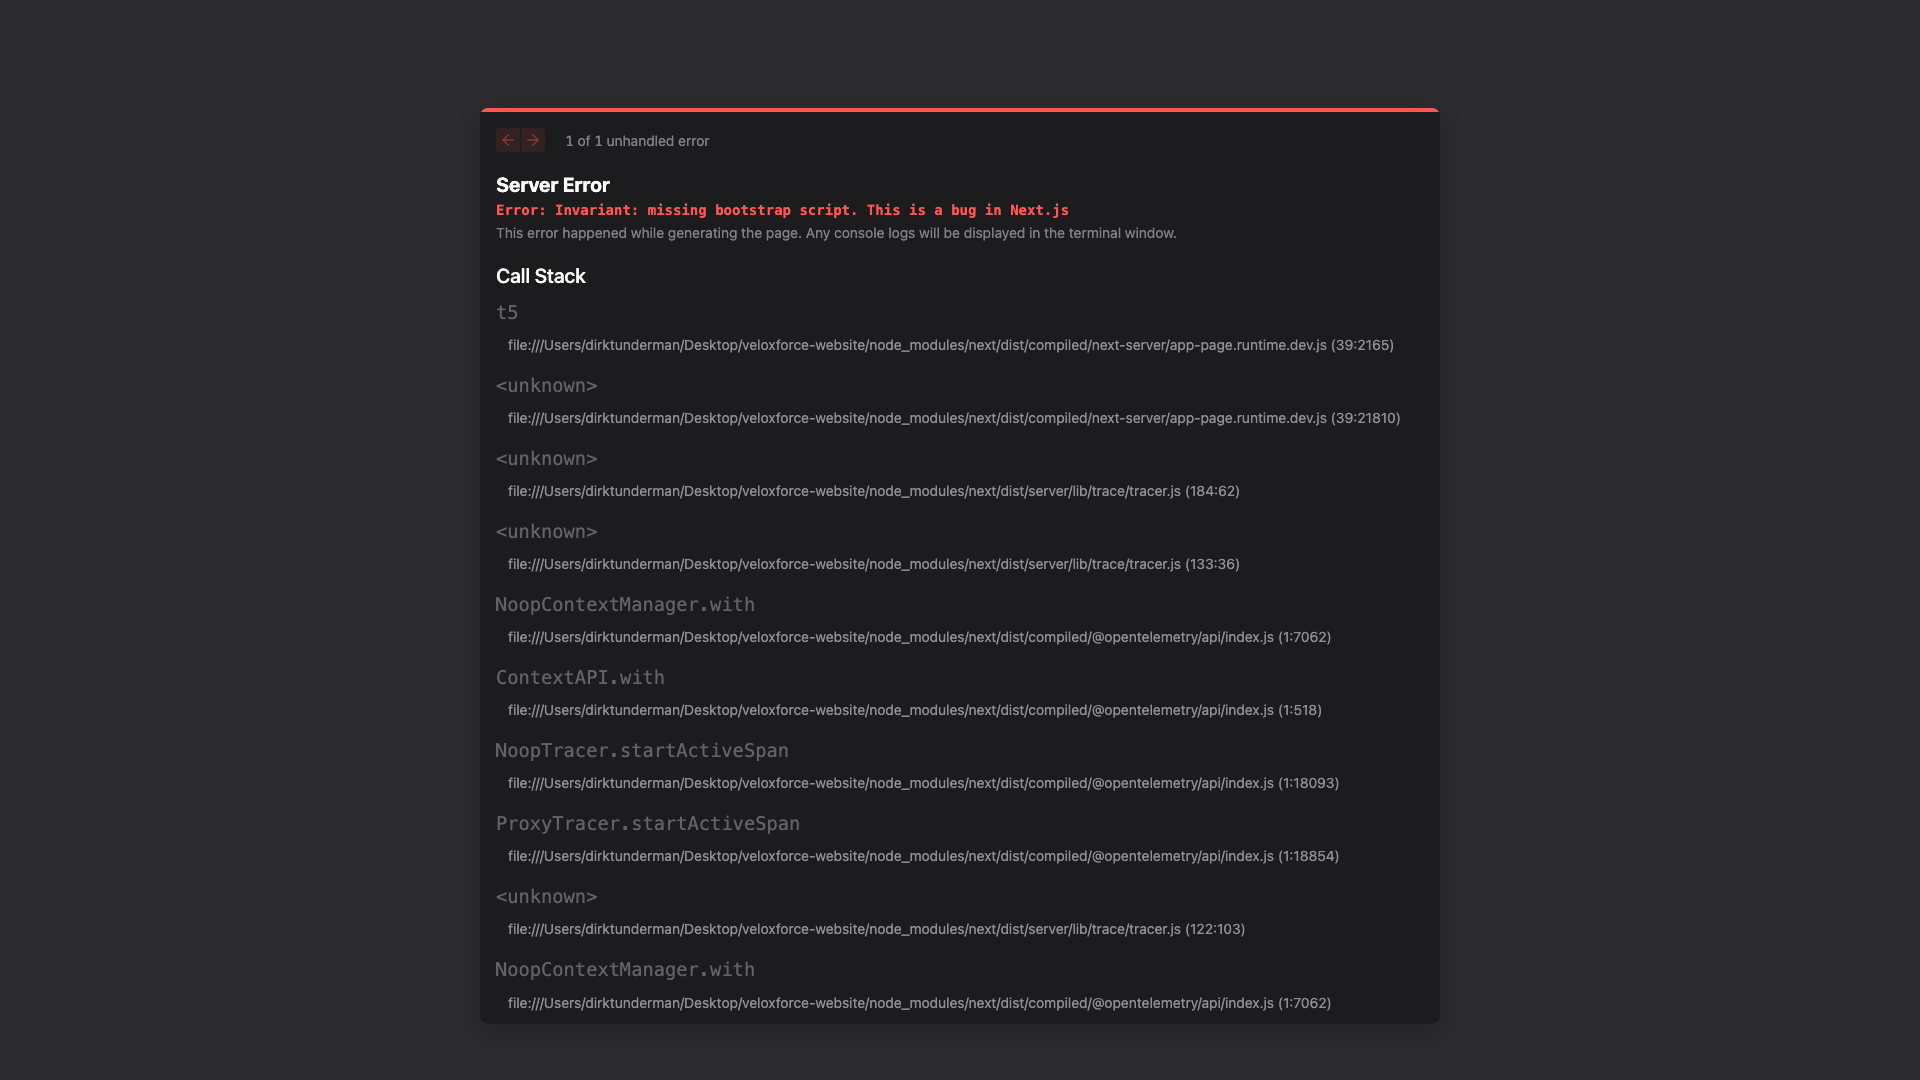 1 of 1 unhandled error
Server Error
Error: Invariant: missing bootstrap script. This is a bug in Next.js
This error happened while generating the page. Any console logs will be displayed in the terminal window.
Call Stack
t5
file:///Users/dirktunderman/Desktop/veloxforce-website/node_modules/next/dist/compiled/next-server/app-page.runtime.dev.js (39:2165)
<unknown>
file:///Users/dirktunderman/Desktop/veloxforce-website/node_modules/next/dist/compiled/next-server/app-page.runtime.dev.js (39:21810)
<unknown>
file:///Users/dirktunderman/Desktop/veloxforce-website/node_modules/next/dist/server/lib/trace/tracer.js (184:62)
<unknown>
file:///Users/dirktunderman/Desktop/veloxforce-website/node_modules/next/dist/server/lib/trace/tracer.js (133:36)
NoopContextManager.with
file:///Users/dirktunderman/Desktop/veloxforce-website/node_modules/next/dist/compiled/@opentelemetry/api/index.js (1:7062)
ContextAPI.with
file:///Users/dirktunderman/Desktop/veloxforce-website/node_modules/next/dist/compiled/@opentelemetry/api/index.js (1:518)
NoopTracer.startActiveSpan
file:///Users/dirktunderman/Desktop/veloxforce-website/node_modules/next/dist/compiled/@opentelemetry/api/index.js (1:18093)
ProxyTracer.startActiveSpan
file:///Users/dirktunderman/Desktop/veloxforce-website/node_modules/next/dist/compiled/@opentelemetry/api/index.js (1:18854)
<unknown>
file:///Users/dirktunderman/Desktop/veloxforce-website/node_modules/next/dist/server/lib/trace/tracer.js (122:103)
NoopContextManager.with
file:///Users/dirktunderman/Desktop/veloxforce-website/node_modules/next/dist/compiled/@opentelemetry/api/index.js (1:7062)